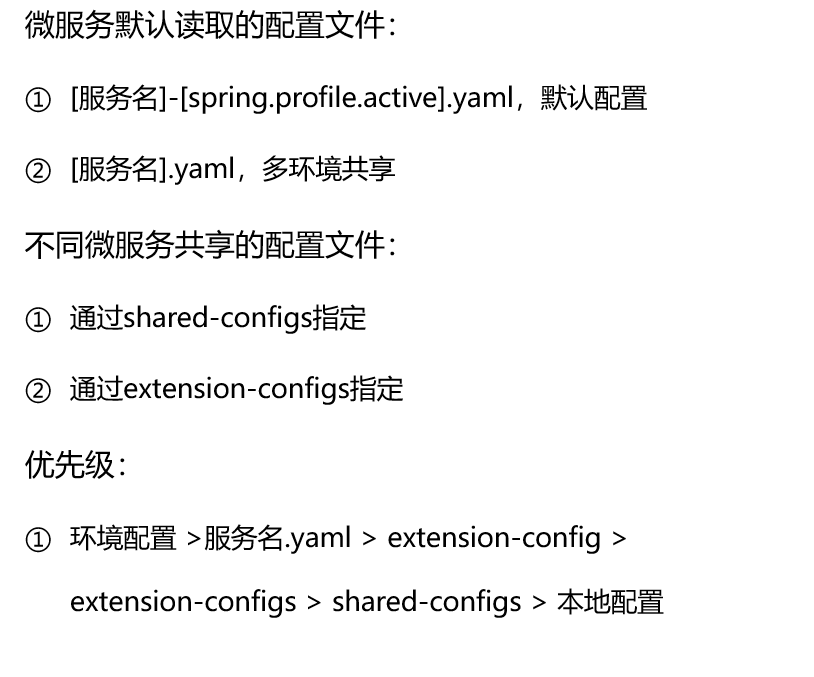 微服务默认读取的配置文件：
① [服务名]-[spring.profile.active].yaml，默认配置
② [服务名].yaml，多环境共享
不同微服务共享的配置文件：
① 通过shared-configs指定
② 通过extension-configs指定
优先级：
① 环境配置 >服务名.yaml > extension-config >
extension-configs > shared-configs > 本地配置